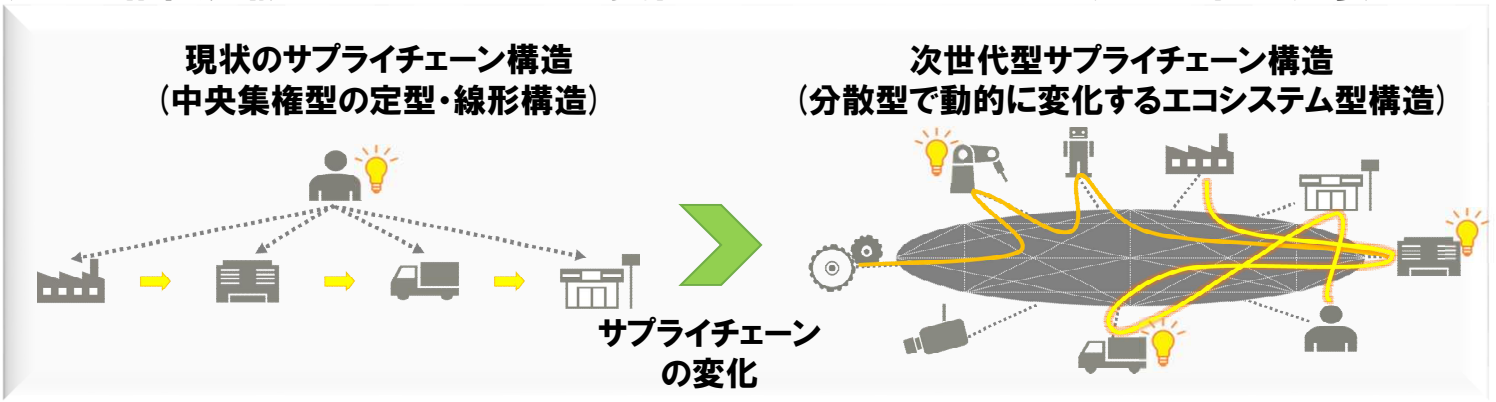 現状のサプライチェーン構造
(中央集権型の定型・線形構造)
次世代型サプライチェーン構造
(分散型で動的に変化するエコシステム型構造)
サプライチェーン
の変化